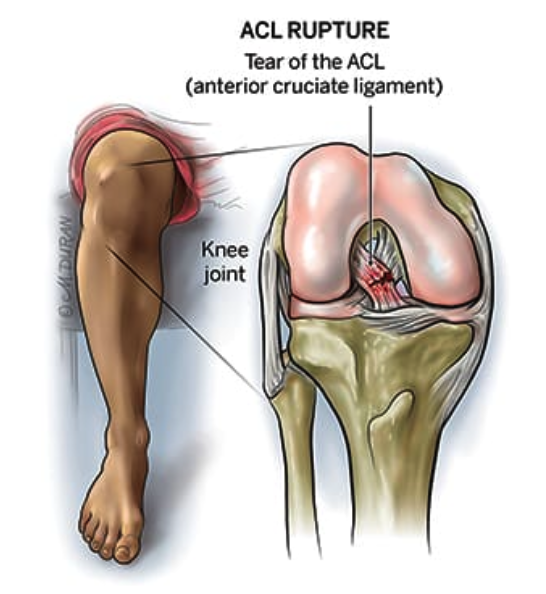 ACL RUPTURE
Tear of the ACL
(anterior cruciate ligament)
Knee
joint
© M. DURAN